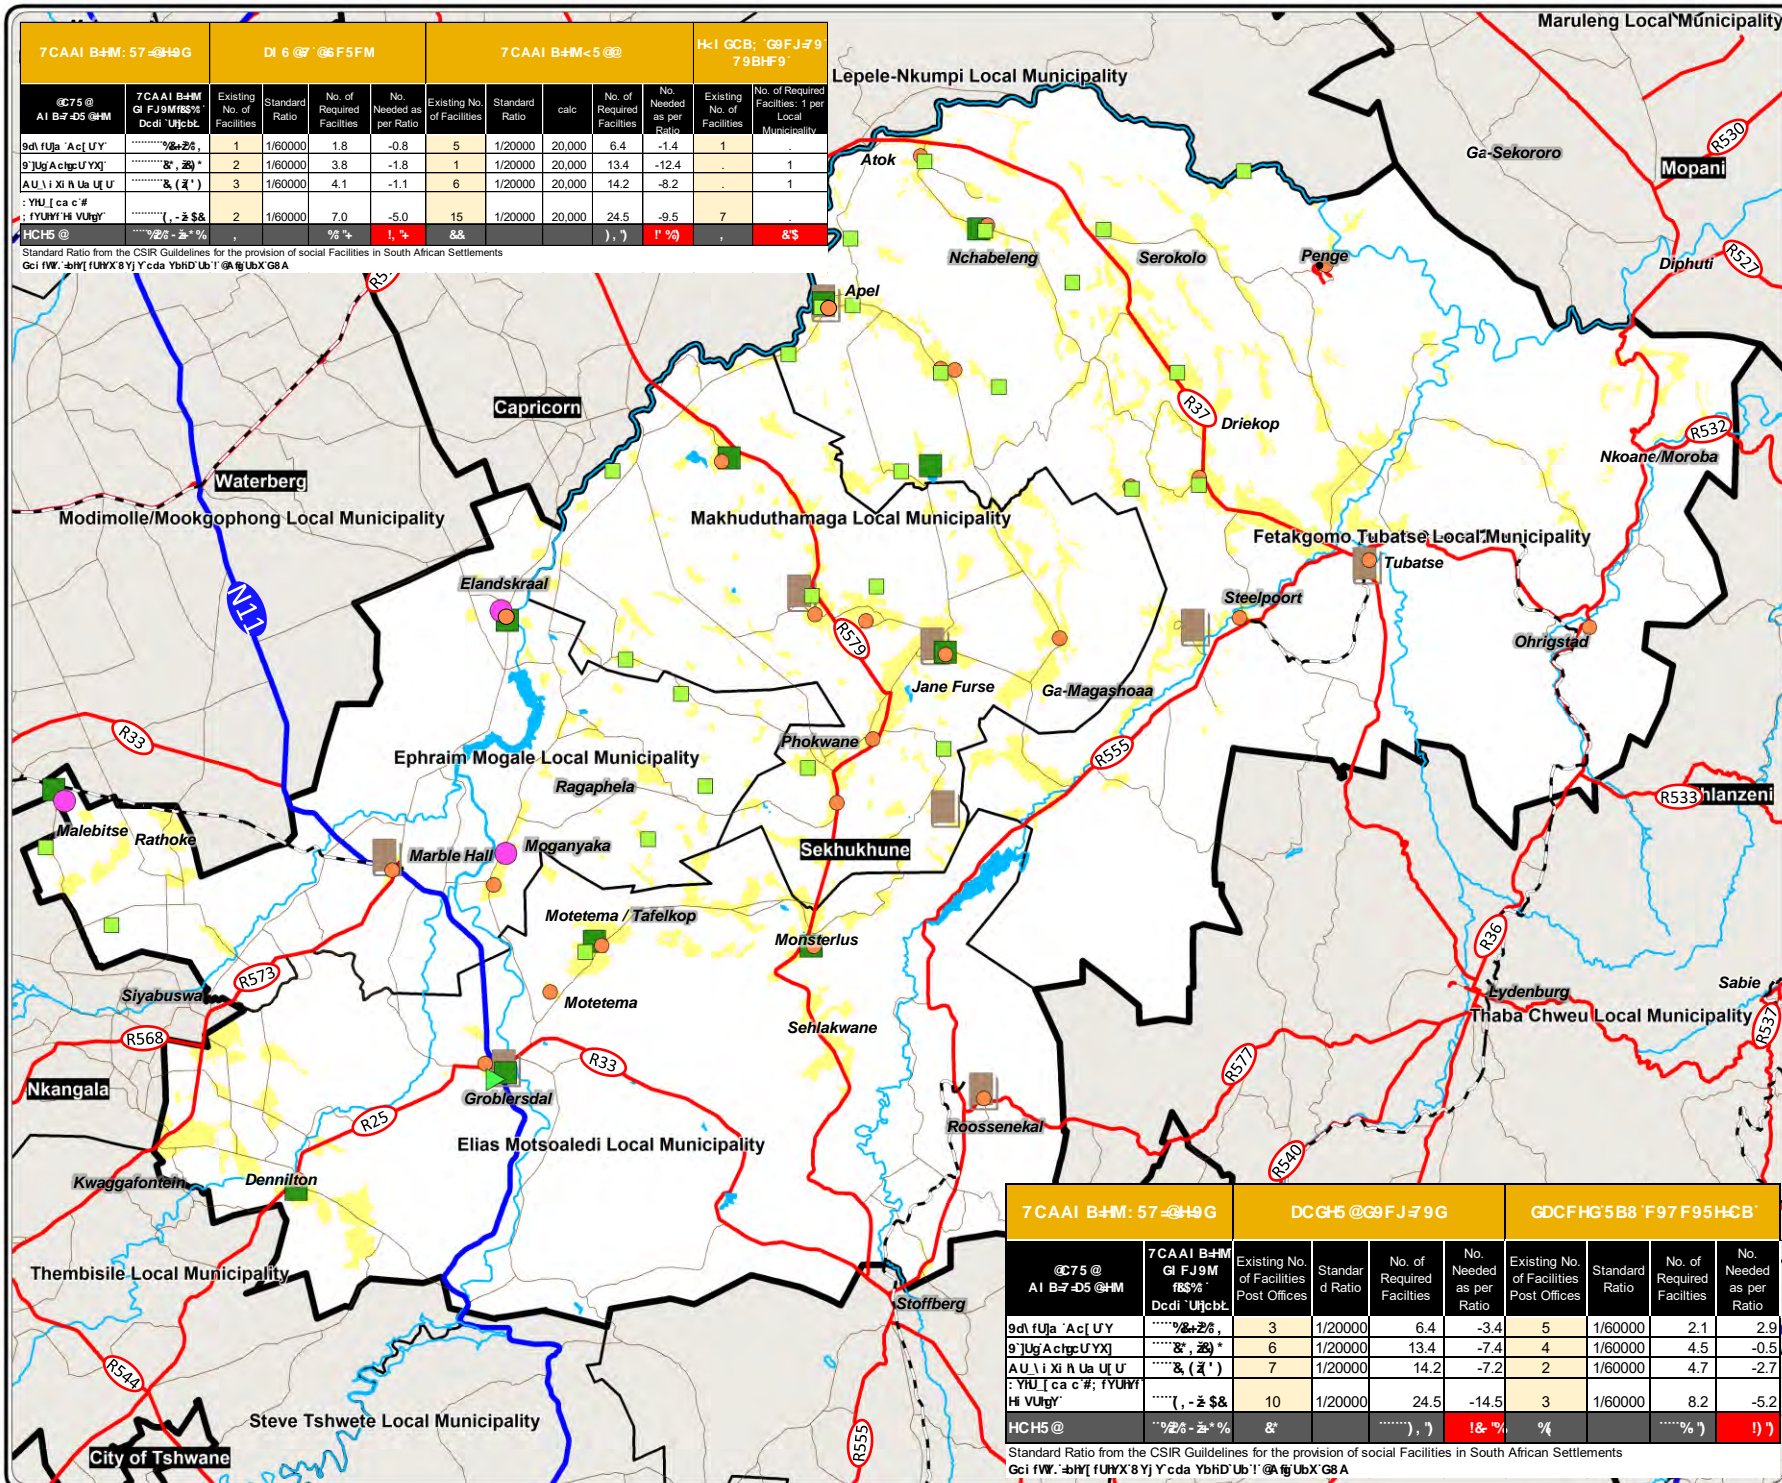 Maruleng Local Municipality
Lepele-Nkumpi Local Municipality
Existing No. of Facilities
Standard Ratio
No. of Required Facilties
No. Needed as per Ratio
Existing No. of Facilities
Standard Ratio
calc
No. of Required Facilties
No. Needed as per Ratio
Existing No. of Facilities
No. of Required Facilties: 1 per Local Municipality
1 1/60000 1.8 -0.8 5 1/20000 20,000 6.4 -1.4 1 .
2 1/60000 3.8 -1.8 1 1/20000 20,000 13.4 -12.4 . 1
3 1/60000 4.1 -1.1 6 1/20000 20,000 14.2 -8.2 . 1
2 1/60000 7.0 -5.0 15 1/20000 20,000 24.5 -9.5 7 .
Standard Ratio from the CSIR Guildelines for the provision of social Facilities in South African Settlements
R530
Ga-Sekororo
Mopani
Atok
Nchabeleng
Serokolo
Penge
Diphuti
R527
Apel
Capricorn
R37
Driekop
R532
Nkoane/Moroba
Waterberg
Modimolle/Mookgophong Local Municipality
Makhuduthamaga Local Municipality
Fetakgomo Tubatse Local Municipality
Tubatse
Elandskraal
Steelpoort
N11
R579
Ohrigstad
Jane Furse
Ga-Magashoaa
R33
Phokwane
R555
Ephraim Mogale Local Municipality
Ragaphela
R533
hlanzeni
Malebitse
Rathoke
Marble Hall
Moganyaka
Sekhukhune
Motetema / Tafelkop
Monsterlus
R36
R573
Siyabuswa
Motetema
Lydenburg
Sabie
Sehlakwane
Thaba Chweu Local Municipality
R537
R568
R33
R577
Nkangala
Groblersdal
R25
Roossenekal
Elias Motsoaledi Local Municipality
R540
Kwaggafontein
Dennilton
Thembisile Local Municipality
Stoffberg
R544
Steve Tshwete Local Municipality
R555
City of Tshwane
Existing No. of Facilities Post Offices
Standar d Ratio
No. of Required Facilties
No. Needed as per Ratio
Existing No. of Facilities Post Offices
Standard Ratio
No. of Required Facilties
No. Needed as per Ratio
3 1/20000 6.4 -3.4 5 1/60000 2.1 2.9
6 1/20000 13.4 -7.4 4 1/60000 4.5 -0.5
7 1/20000 14.2 -7.2 2 1/60000 4.7 -2.7
10 1/20000 24.5 -14.5 3 1/60000 8.2 -5.2
Standard Ratio from the CSIR Guildelines for the provision of social Facilities in South African Settlements